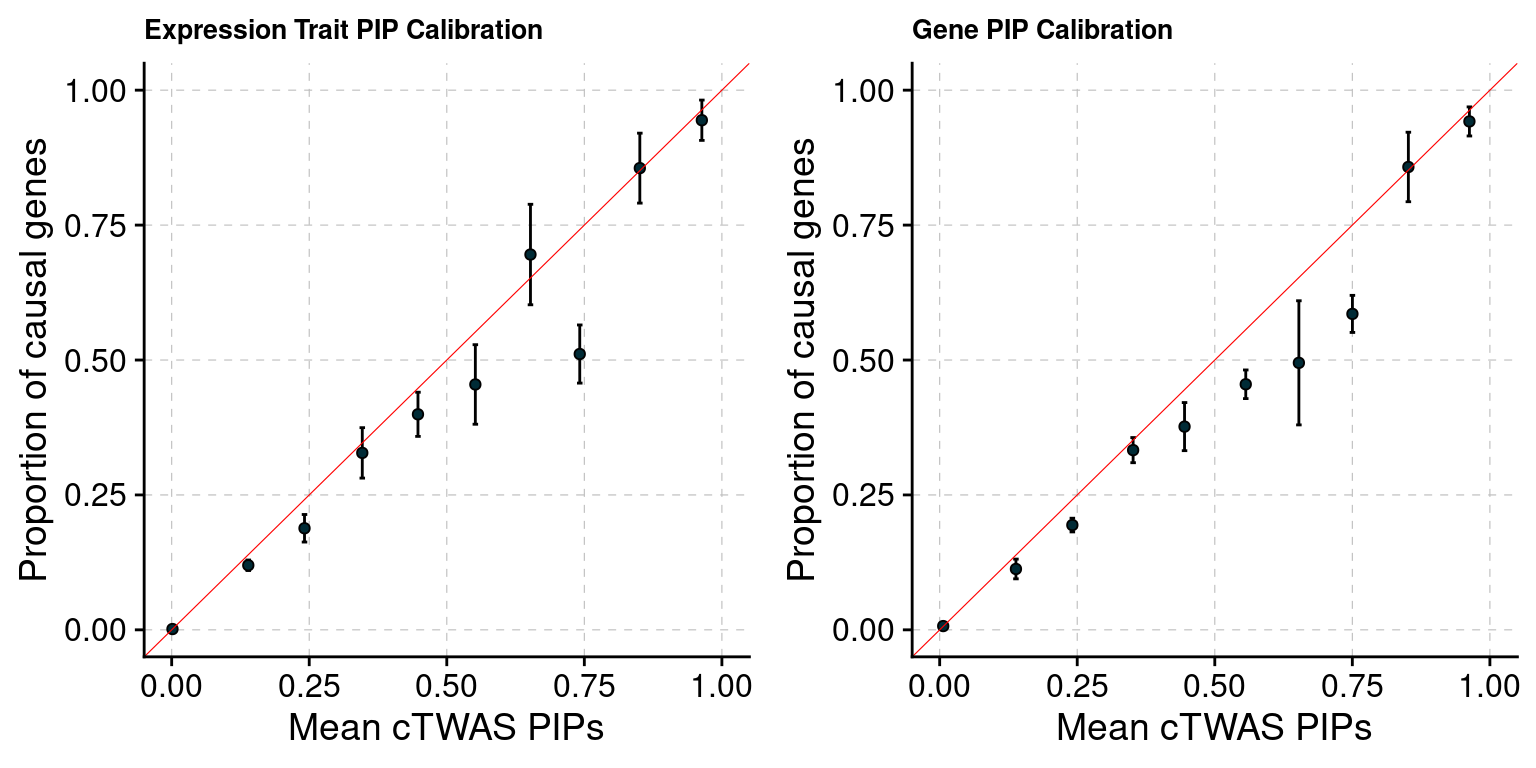 Expression Trait PIP Calibration
Proportion of causal genes
1.00
0.75
0.50
0.25
0.00
0.00 0.25 0.50 0.75 1.00
Mean cTWAS PIPs
Gene PIP Calibration
Proportion of causal genes
1.00
0.75
0.50
0.25
0.00
0.00 0.25 0.50 0.75 1.00
Mean cTWAS PIPs